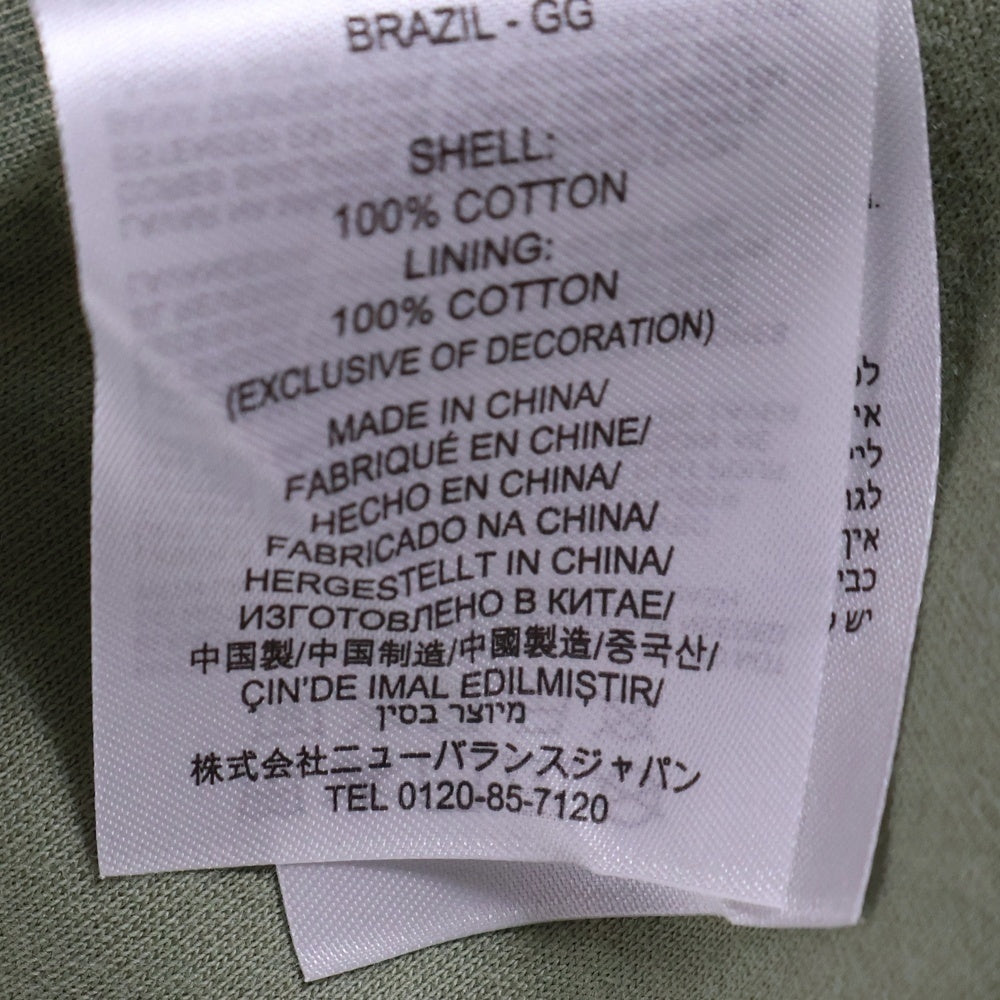 BRAZIL - GG
SHELL:
100% COTTON
LINING:
100% COTTON
(EXCLUSIVE OF DECORATION)
MADE IN CHINA/
FABRIQUÉ EN CHINE/
HECHO EN CHINA/
FABRICADO NA CHINA/
HERGESTELLT IN CHINA/
ИЗГОТОВЛЕНО В КИТАЕ/
中国製/中国制造/中國製造/중국산/
ÇIN'DE IMAL EDILMIŞTIR/
מיוצר בסין
株式会社ニューバランスジャパン
TEL 0120-85-7120
אין
יש